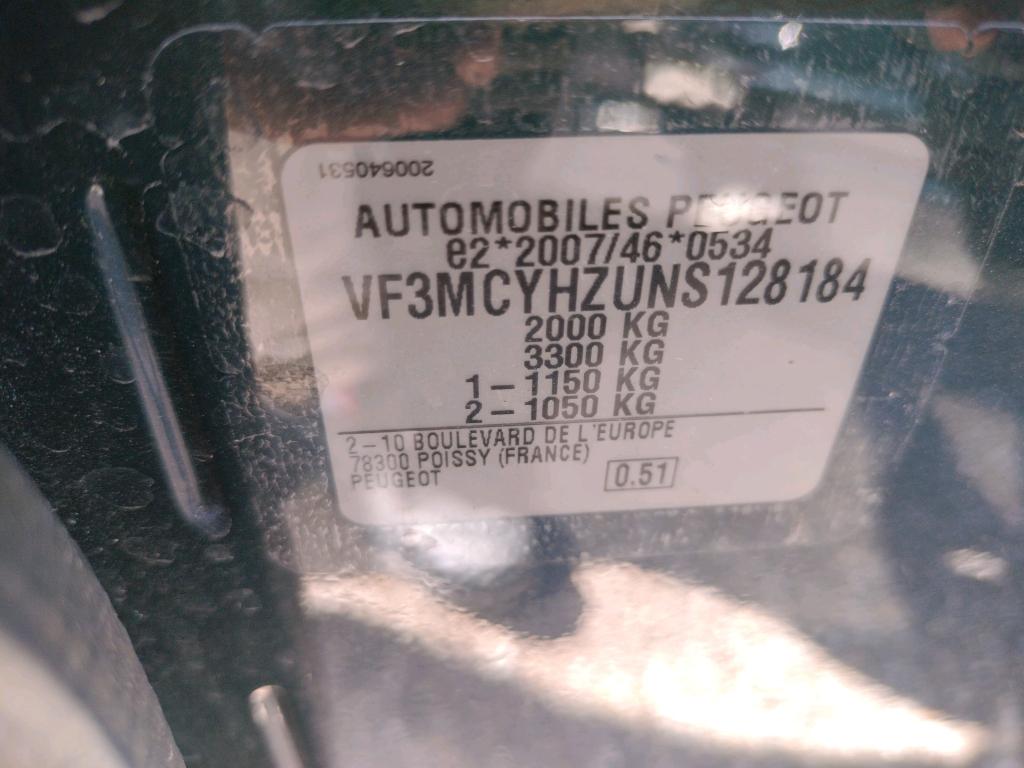 200640531
AUTOMOBILES PEUGEOT
e2*2007/46*0534
VF3MCYHZUNS128184
2000 KG
3300 KG
1-1150 KG
2-1050 KG
2-10 BOULEVARD DE L'EUROPE
78300 POISSY (FRANCE)
PEUGEOT
0.51